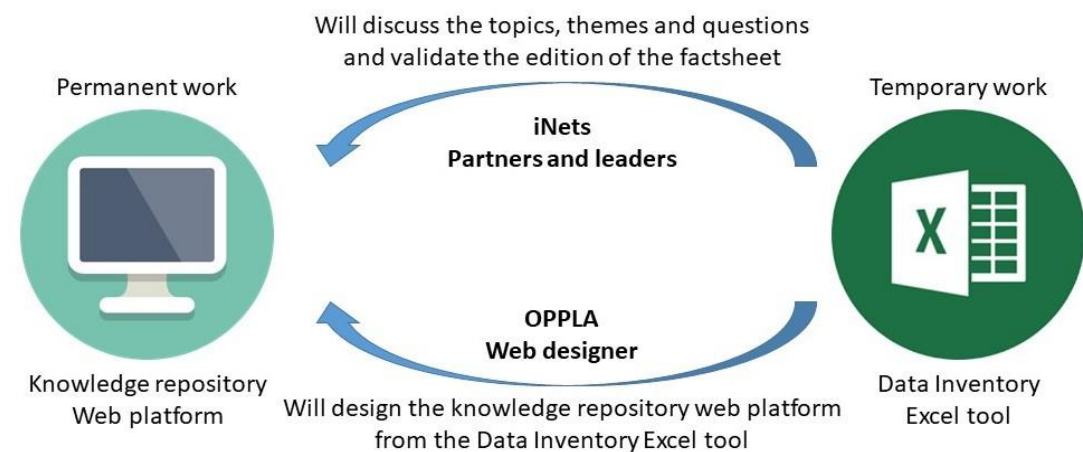 Will discuss the topics, themes and questions
and validate the edition of the factsheet
Permanent work
Temporary work
iNets
Partners and leaders
X
OPPLA
Web designer
Knowledge repository
Web platform
Data Inventory
Excel tool
Will design the knowledge repository web platform
from the Data Inventory Excel tool